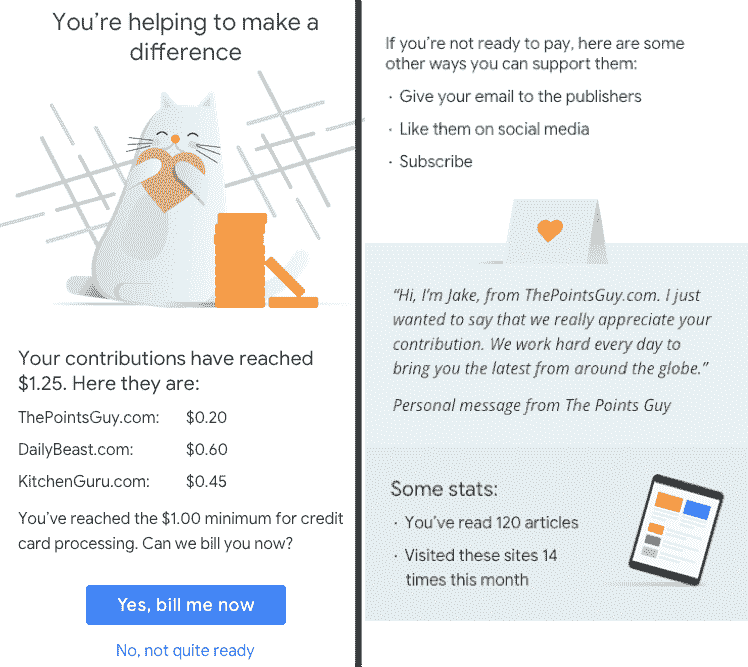 You're helping to make a
difference
Your contributions have reached
$1.25. Here they are:
ThePointsGuy.com: $0.20
DailyBeast.com: $0.60
KitchenGuru.com: $0.45
You've reached the $1.00 minimum for credit
card processing. Can we bill you now?
Yes, bill me now
No, not quite ready
If you're not ready to pay, here are some
other ways you can support them:
· Give your email to the publishers
· Like them on social media
· Subscribe
“Hi, I'm Jake, from ThePointsGuy.com. I just
wanted to say that we really appreciate your
contribution. We work hard every day to
bring you the latest from around the globe.”
Personal message from The Points Guy
Some stats:
· You've read 120 articles
· Visited these sites 14
times this month